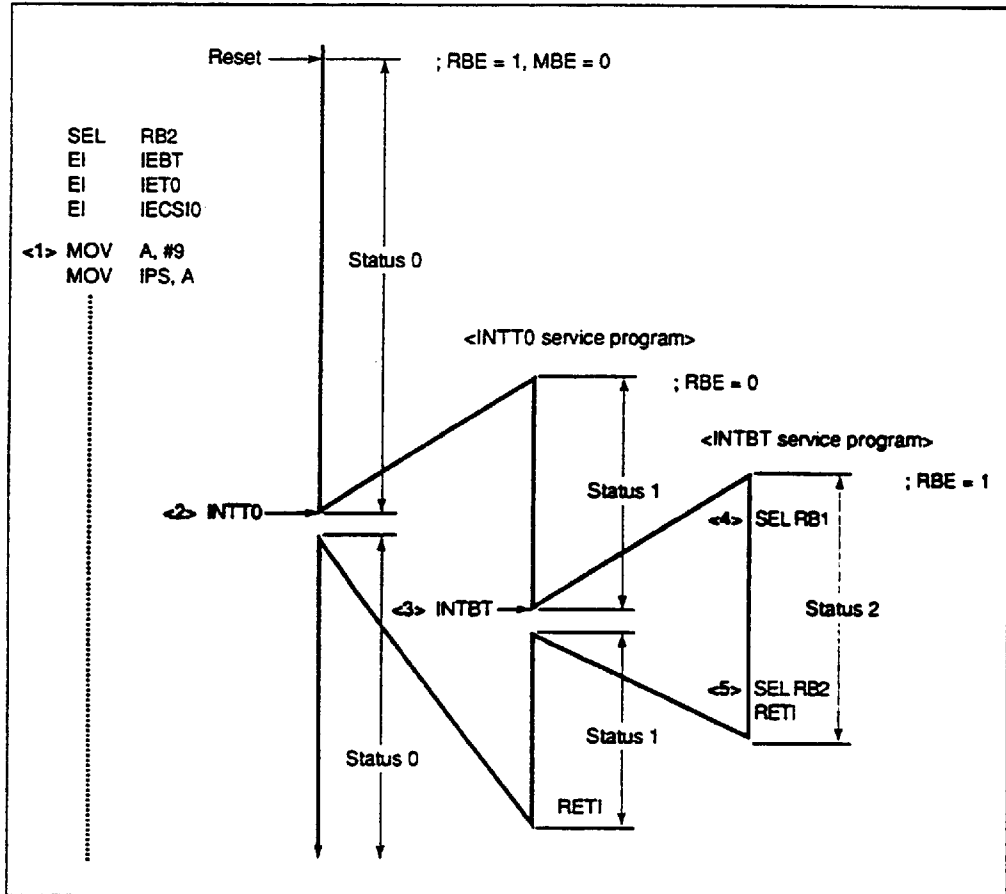 Reset
; RBE = 1, MBE = 0
SEL RB2
EI IEBT
EI IET0
EI IECSI0
<1> MOV A, #9
MOV IPS, A
Status 0
<INTT0 service program>
; RBE = 0
<INTBT service program>
; RBE = 1
Status 1
<2> INTT0
<4> SEL RB1
<3> INTBT
Status 2
<5> SEL RB2
RETI
Status 1
Status 0
RETI